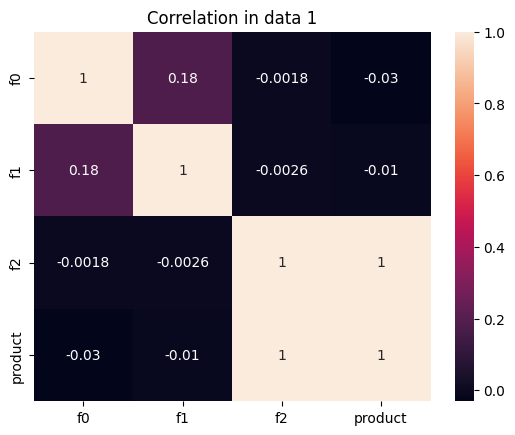 Correlation in data 1
f0 1 0.18 -0.0018 -0.03
f1 0.18 1 -0.0026 -0.01
f2 -0.0018 -0.0026 1 1
product -0.03 -0.01 1 1
f0 f1 f2 product
1.0
0.8
0.6
0.4
0.2
0.0